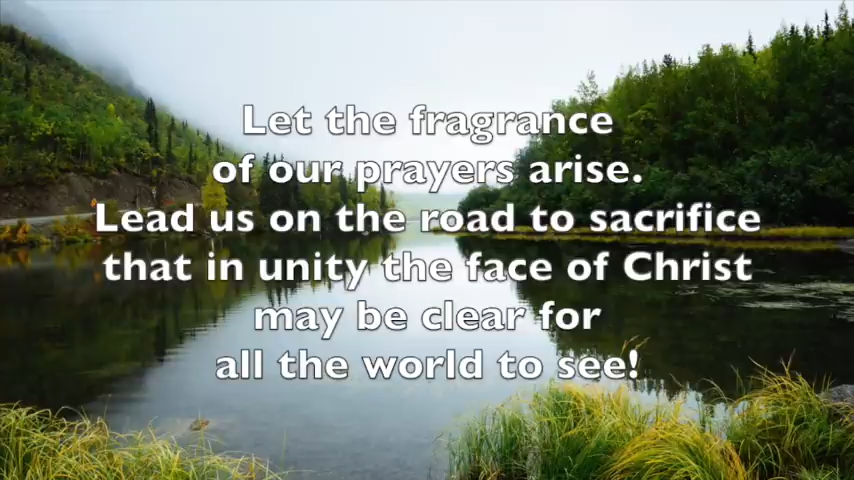 Let the fragrance
of our prayers arise.
Lead us on the road to sacrifice
that in unity the face of Christ
may be clear for
all the world to see!